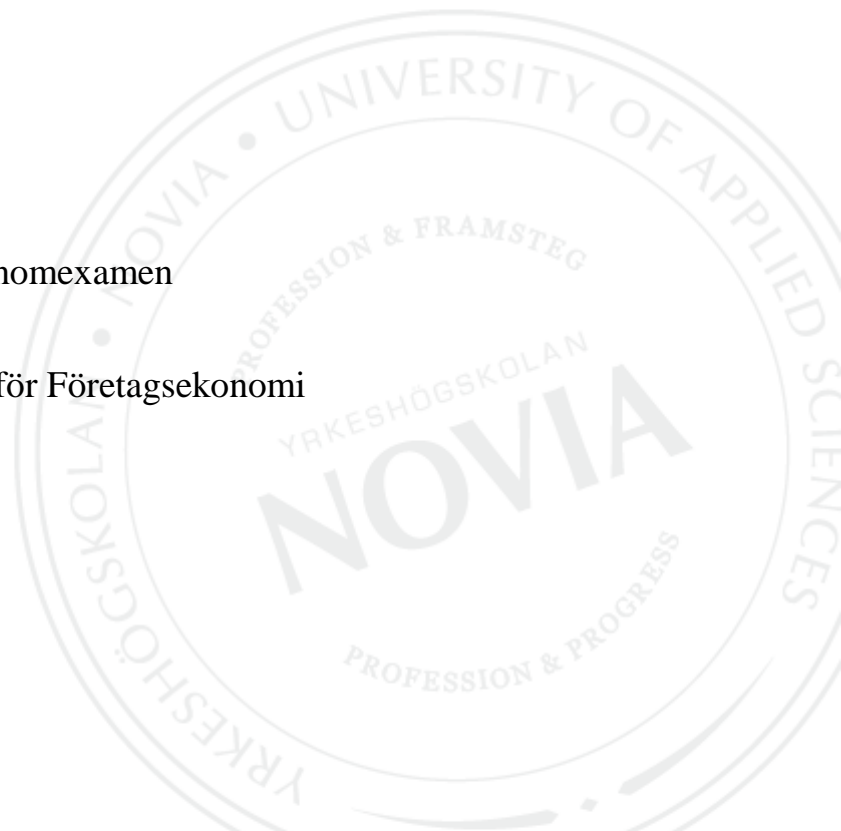 nomexamen
för Företagsekonomi
YRKESHÖGSKOLAN • NOVIA • UNIVERSITY OF APPLIED SCIENCES
PROFESSION & FRAMSTEG
YRKESHÖGSKOLAN
NOVIA
PROFESSION & PROGRESS